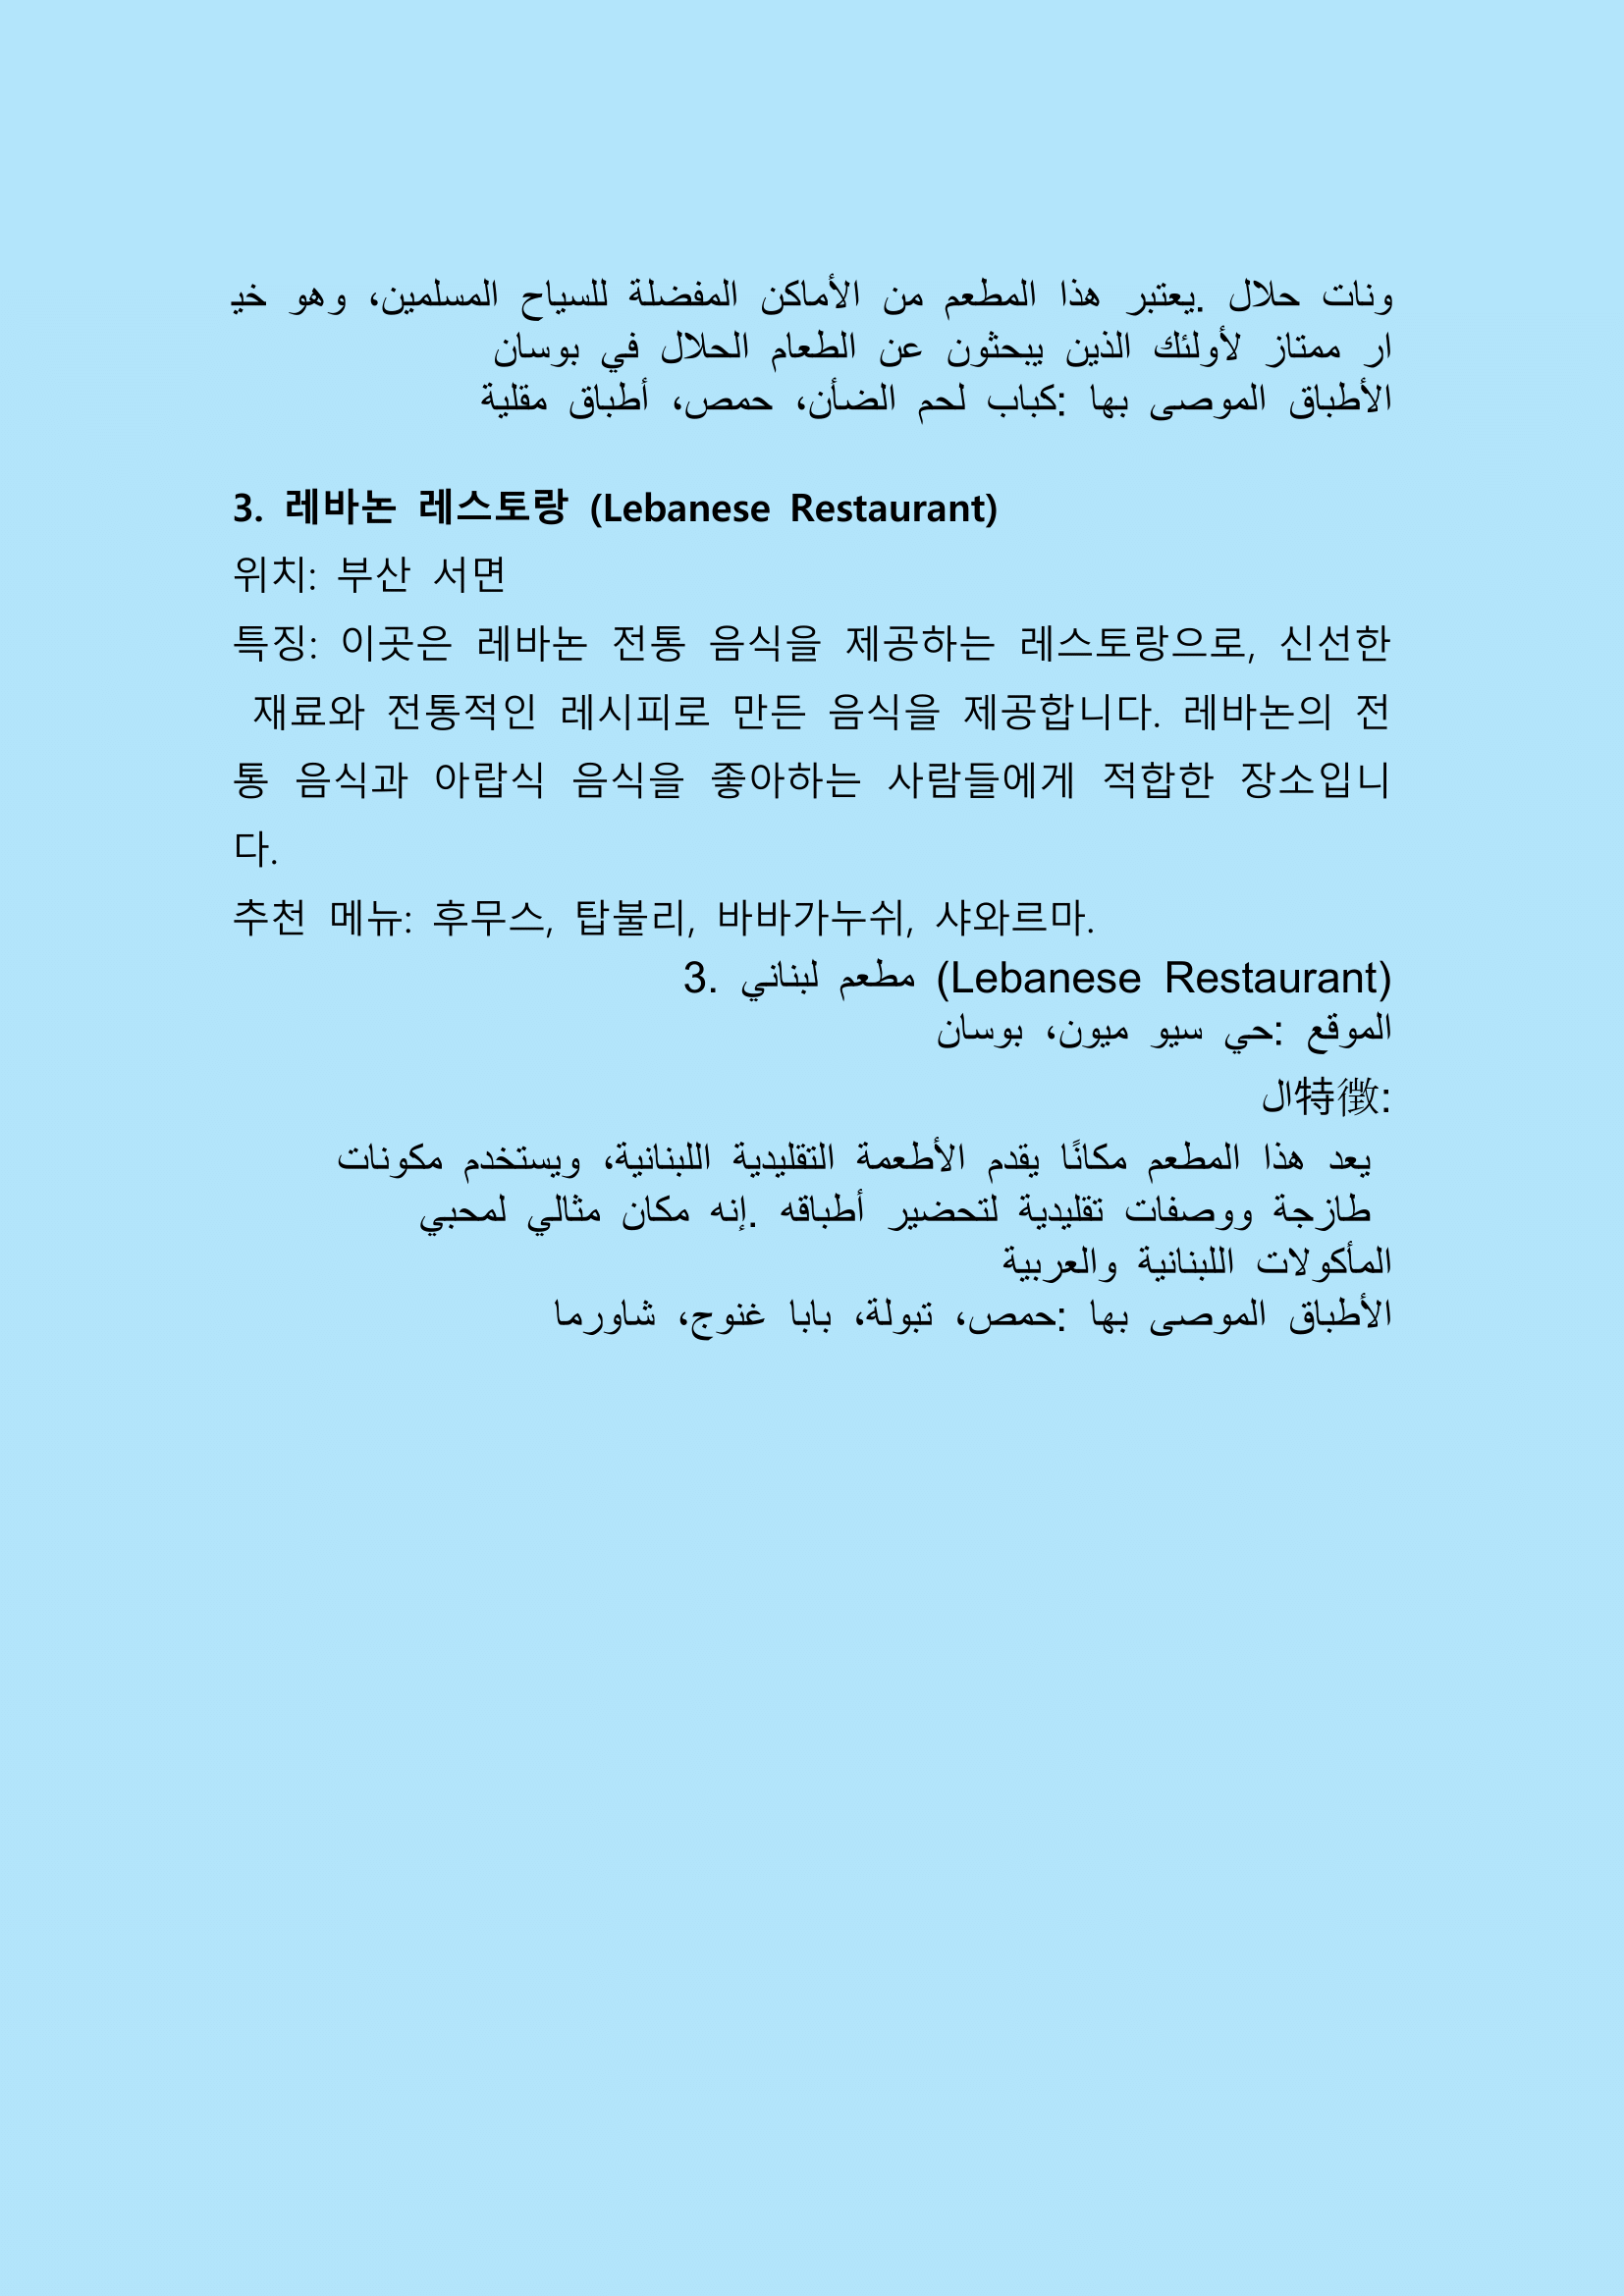 ونات حلال .يعتبر هذا المطعم من الأماكن المفضلة للسياح المسلمين، وهو خي
ار ممتاز لأولئك الذين يبحثون عن الطعام الحلال في بوسان
الأطباق الموصى بها :كباب لحم الضأن، حمص، أطباق مقلية
3. 레바논 레스토랑 (Lebanese Restaurant)
위치: 부산 서면
특징: 이곳은 레바논 전통 음식을 제공하는 레스토랑으로, 신선한
재료와 전통적인 레시피로 만든 음식을 제공합니다. 레바논의 전
통 음식과 아랍식 음식을 좋아하는 사람들에게 적합한 장소입니
다.
추천 메뉴: 후무스, 탑불리, 바바가누쉬, 샤와르마.
3. مطعم لبناني (Lebanese Restaurant)
الموقع :حي سيو ميون، بوسان
ال特徴:
يعد هذا المطعم مكانًا يقدم الأطعمة التقليدية اللبنانية، ويستخدم مكونات
طازجة ووصفات تقليدية لتحضير أطباقه .إنه مكان مثالي لمحبي
المأكولات اللبنانية والعربية
الأطباق الموصى بها :حمص، تبولة، بابا غنوج، شاورما